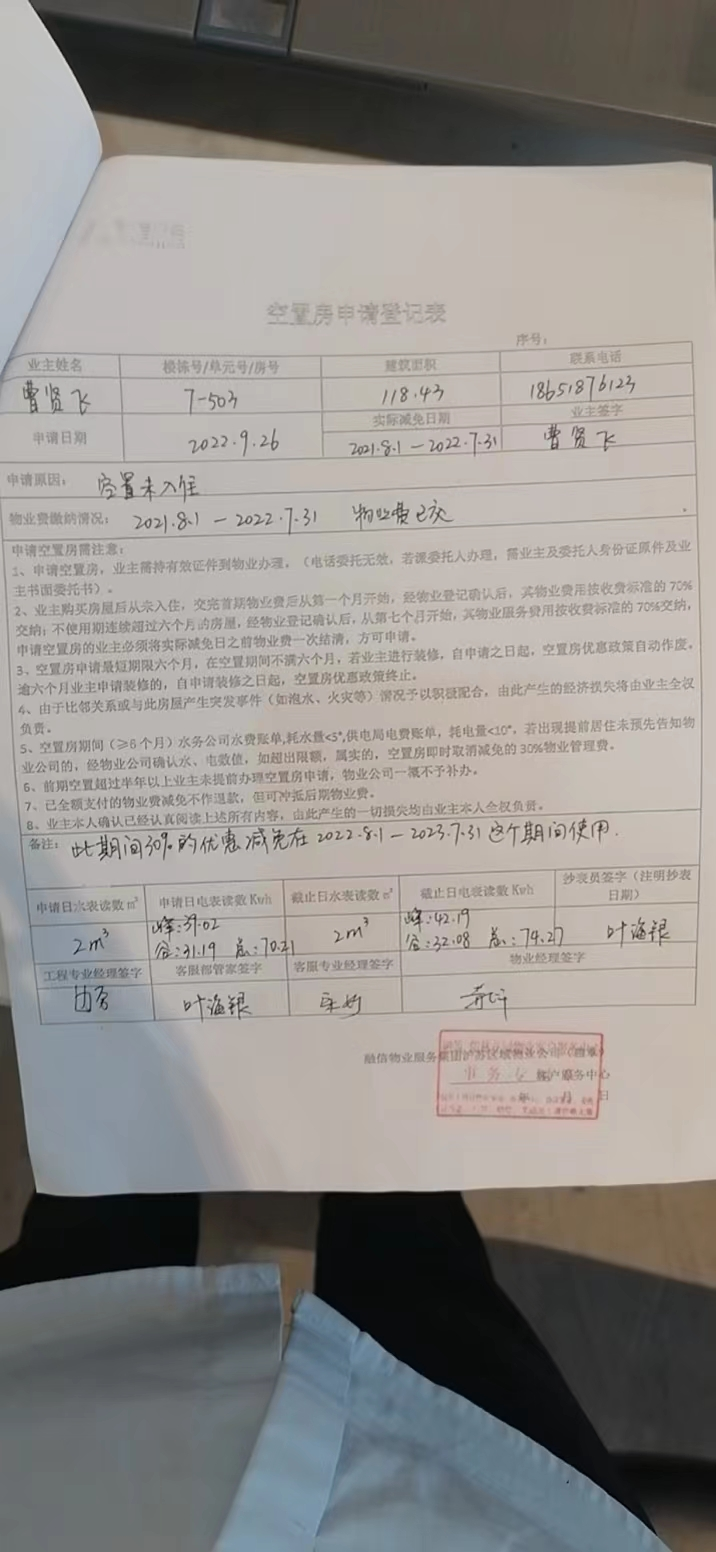 空置房申请登记表
序号：
业主姓名 楼栋号/单元号/房号 建筑面积 联系电话
曹贤飞 7-503 118.43 18651876123
申请日期 2022.9.26 实际减免日期 业主签字
2021.8.1—2022.7.31 曹贤飞
申请原因： 空置未入住
物业费缴纳情况： 2021.8.1—2022.7.31 物业费已交
申请空置房需注意：
1、申请空置房，业主需持有效证件到物业办理，（电话委托无效，若派委托人办理，需业主及委托人身份证原件及业
主书面委托书）。
2、业主购买房屋后从未入住，交完首期物业费后从第一个月开始，经物业登记确认后，其物业费用按收费标准的70%
交纳；不使用期连续超过六个月的房屋，经物业登记确认后，从第七个月开始，其物业服务费用按收费标准的70%交纳，
申请空置房的业主必须将实际减免日之前物业费一次结清，方可申请。
3、空置房申请最短期限六个月，在空置期间不满六个月，若业主进行装修，自申请之日起，空置房优惠政策自动作废。
逾六个月业主申请装修的，自申请装修之日起，空置房优惠政策终止。
4、由于比邻关系或与此房屋产生突发事件（如泡水、火灾等）情况予以积极配合，由此产生的经济损失将由业主全权
负责。
5、空置房期间（≥6个月）水务公司水费账单,耗水量<5°,供电局电费账单，耗电量<10°，若出现提前居住未预先告知物
业公司的，经物业公司确认水、电数值，如超出限额，属实的，空置房即时取消减免的30%物业管理费。
6、前期空置超过半年以上业主未提前办理空置房申请，物业公司一概不予补办。
7、已全额支付的物业费减免不作退款，但可冲抵后期物业费。
8、业主本人确认已经认真阅读上述所有内容，由此产生的一切损失均由业主本人全权负责。
备注： 此期间30%的优惠减免在2022.8.1—2023.7.31这个期间使用.
申请日水表读数㎡ 申请日电表读数Kwh 截止日水表读数㎡ 截止日电表读数Kwh 沙表员签字（注明抄表
日期）
2m³ 峰:39.02 谷:31.19 总:70.21 2m³ 峰:42.19 谷:32.08 总:74.27 叶海银
工程专业经理签字 客服部管家签字 客服专业经理签字 物业经理签字
叶海银
融信物业服务集团沪苏区域物业公司
客户服务中心
年 月 日